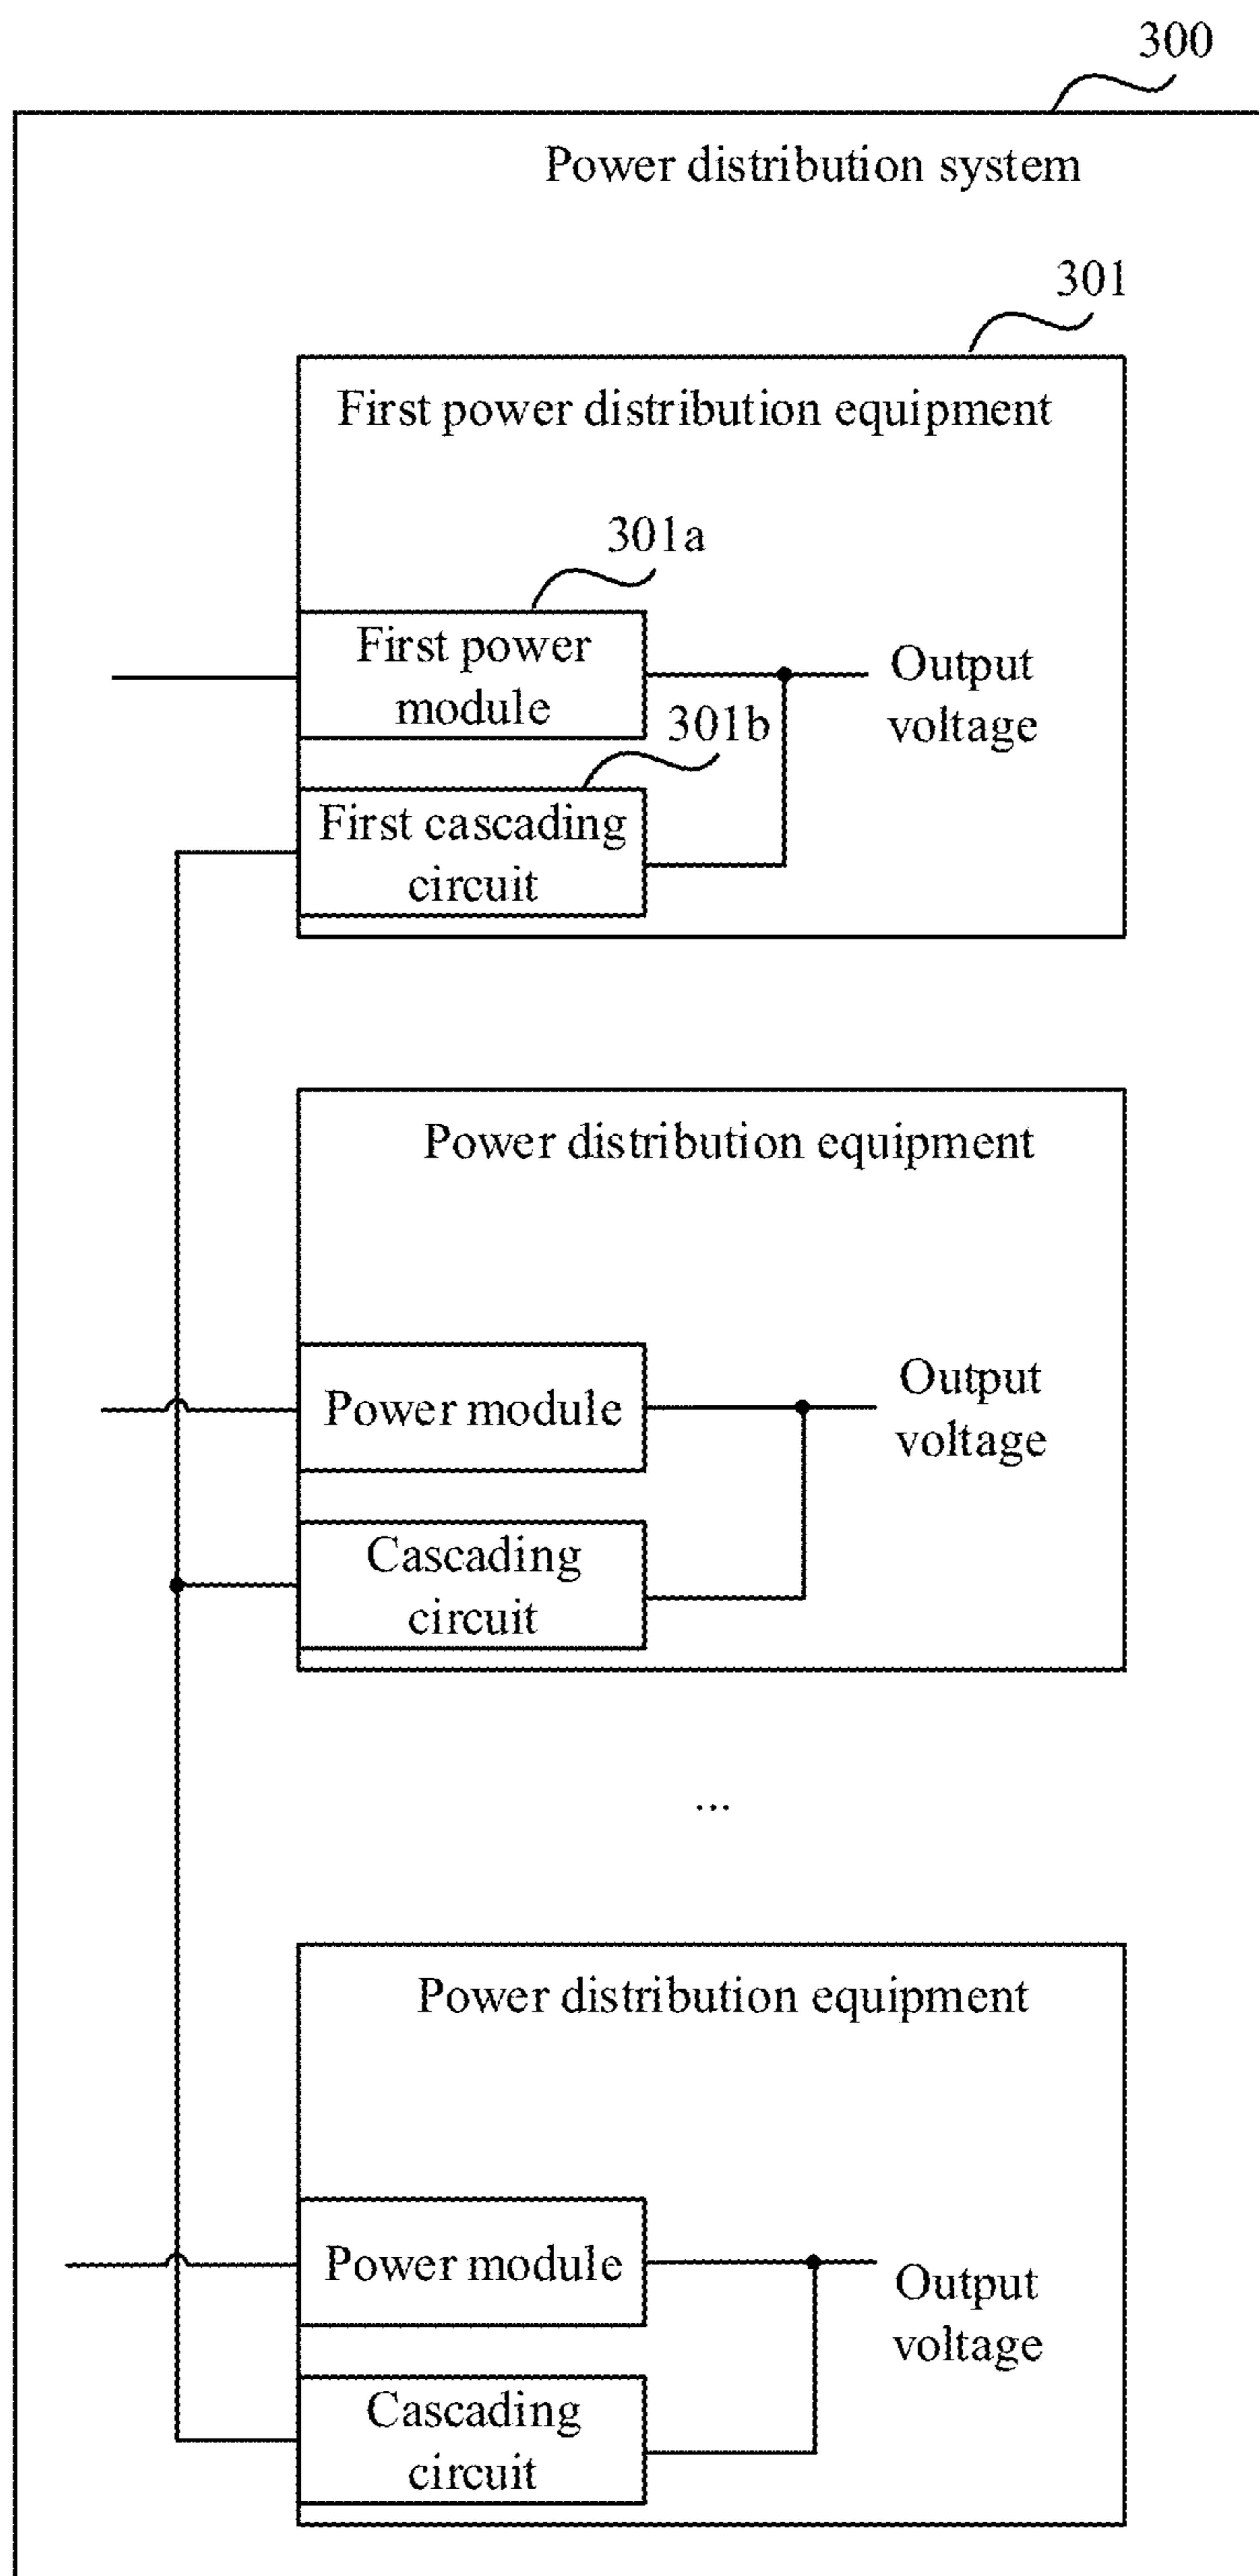 300
Power distribution system
301
First power distribution equipment
301a
First power
module
Output
voltage
301b
First cascading
circuit
Power distribution equipment
Power module
Output
voltage
Cascading
circuit
...
Power distribution equipment
Power module
Output
voltage
Cascading
circuit